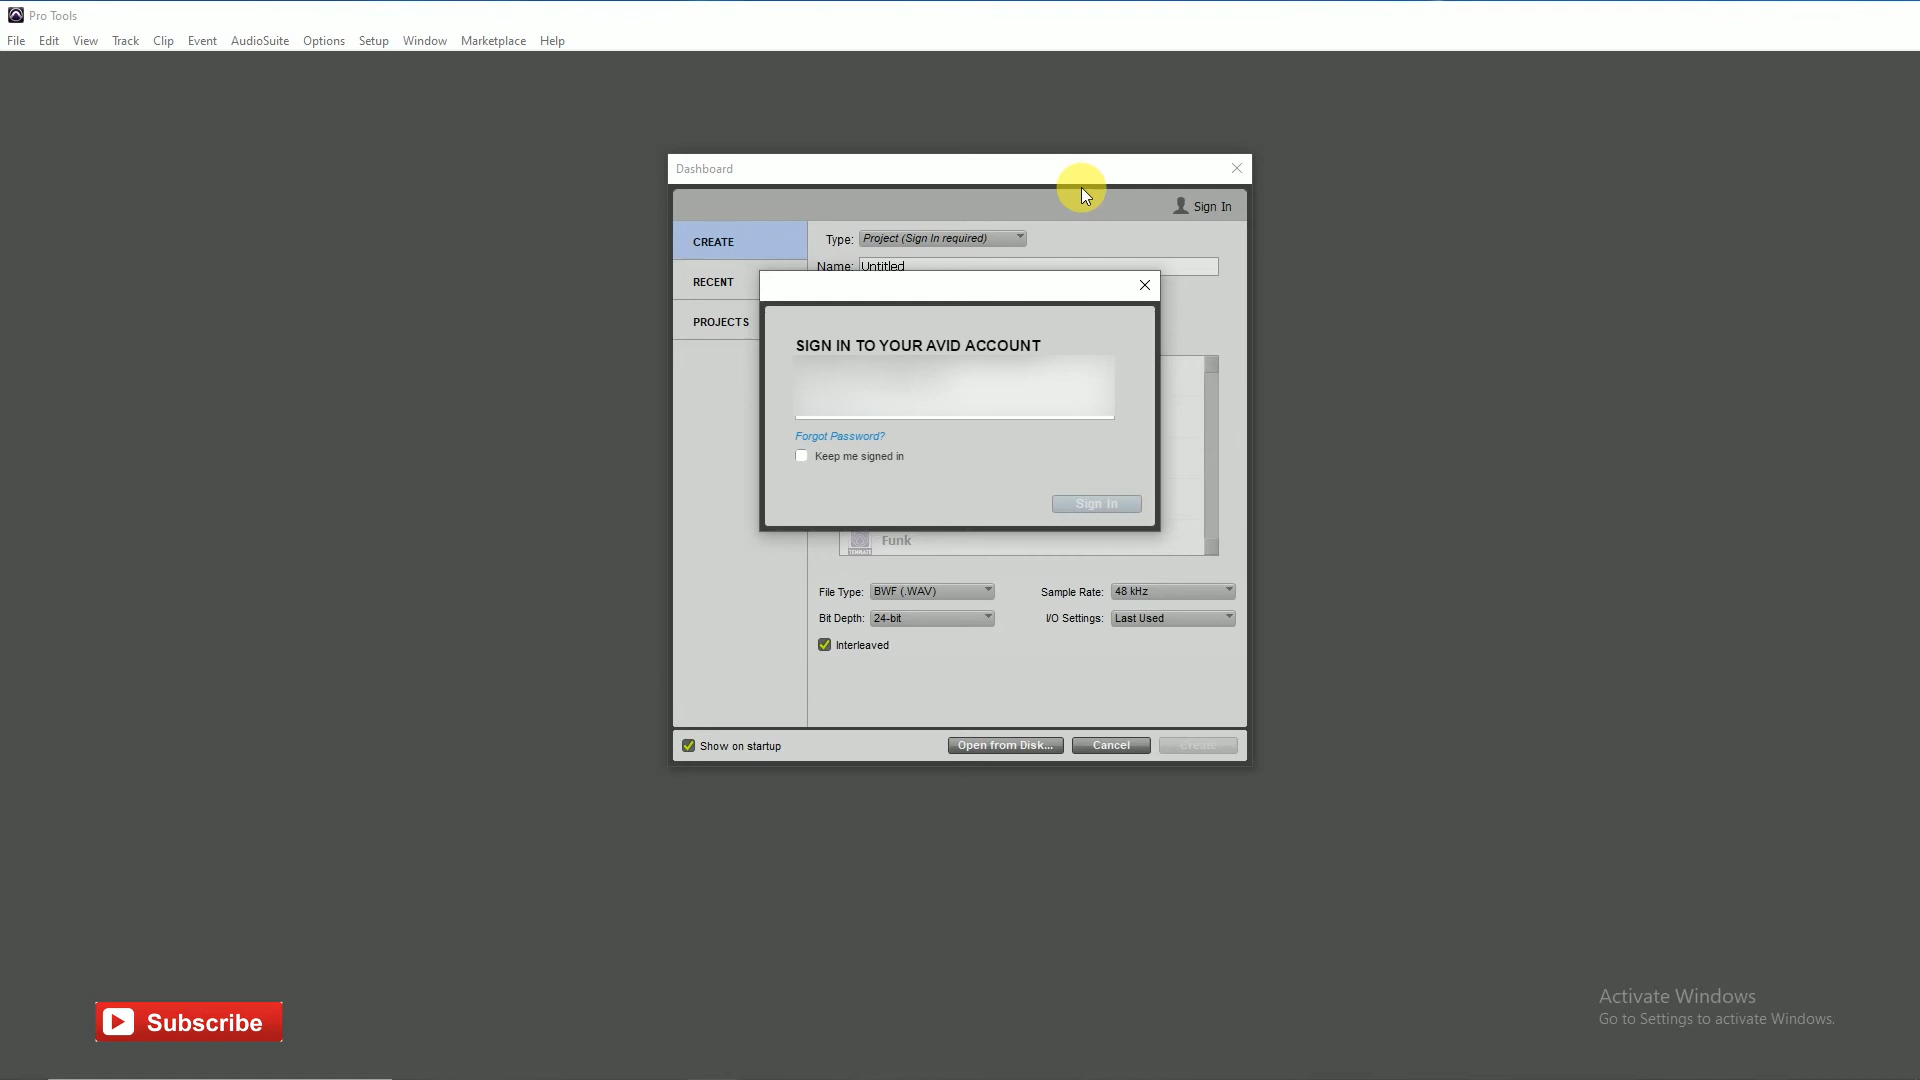 Pro Tools
File Edit View Track Clip Event AudioSuite Options Setup Window Marketplace Help
Dashboard
Sign In
CREATE
RECENT
PROJECTS
Type: Project (Sign In required)
Name: Untitled
SIGN IN TO YOUR AVID ACCOUNT
Forgot Password?
Keep me signed in
Sign In
TEMPLATE
Funk
File Type: BWF (.WAV)
Sample Rate: 48 kHz
Bit Depth: 24-bit
I/O Settings: Last Used
Interleaved
Show on startup
Open from Disk...
Cancel
Create
Subscribe
Activate Windows
Go to Settings to activate Windows.